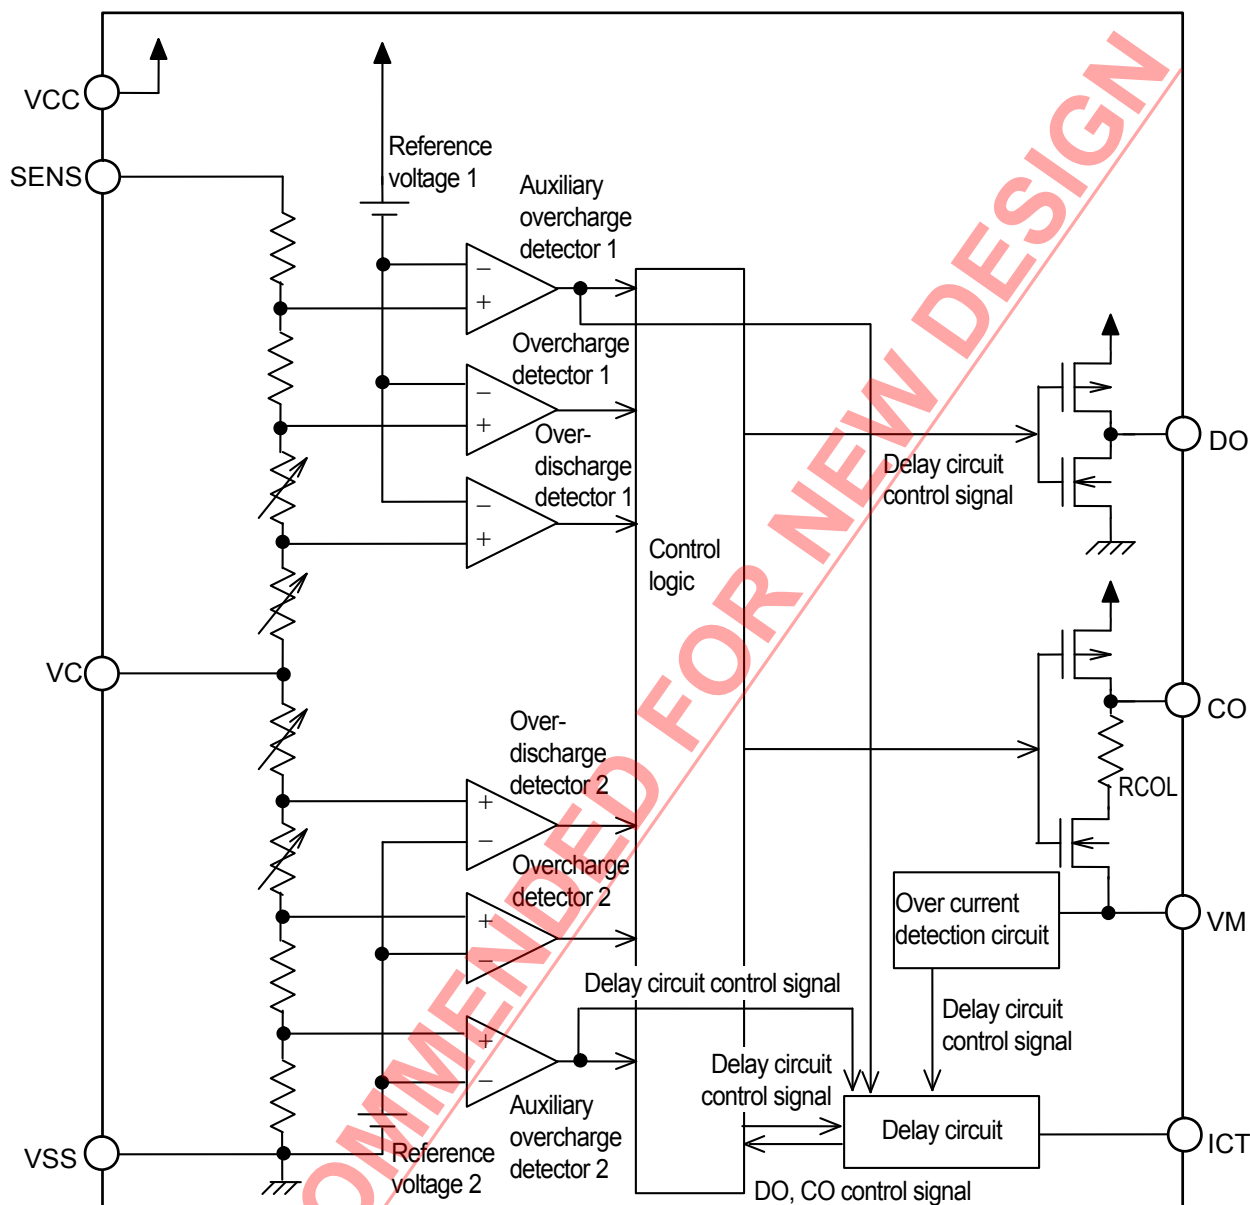 VCC
SENS
Reference
voltage 1
Auxiliary
overcharge
detector 1
−
+
Overcharge
detector 1
−
+
Over-
discharge
detector 1
−
+
Control
logic
Delay circuit
control signal
DO
VC
CO
RCOL
Over-
discharge
detector 2
+
−
Overcharge
detector 2
+
−
Over current
detection circuit
VM
Delay circuit control signal
Delay circuit
control signal
+
−
Delay circuit
control signal
Auxiliary
overcharge
detector 2
Delay circuit
ICT
VSS
Reference
voltage 2
DO, CO control signal
OMMENDED FOR NEW DESIGN